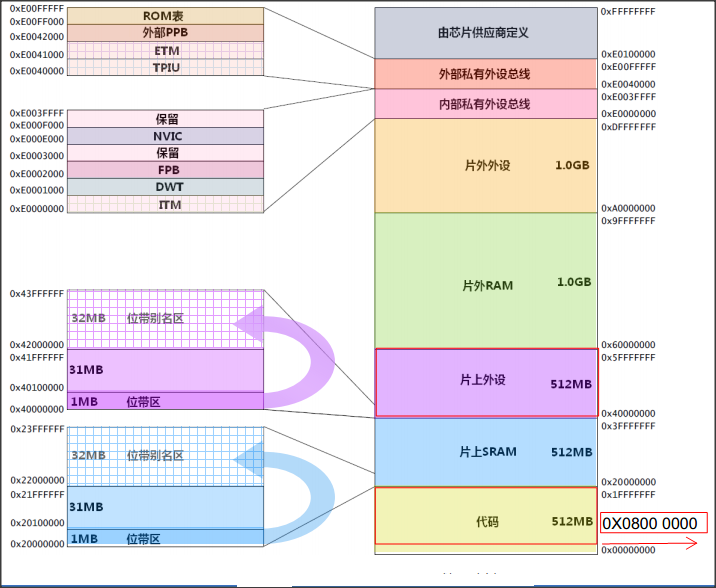 0xE00FFFFF
0xE00FF000
0xE0042000
0xE0041000
0xE0040000
ROM表
外部PPB
ETM
TPIU
0xE003FFFF
0xE000F000
0xE000E000
0xE0003000
0xE0002000
0xE0001000
0xE0000000
保留
NVIC
保留
FPB
DWT
ITM
0x43FFFFFF
0x42000000
0x41FFFFFF
0x40100000
0x40000000
32MB 位带别名区
31MB
1MB 位带区
0x23FFFFFF
0x22000000
0x21FFFFFF
0x20100000
0x20000000
32MB 位带别名区
31MB
1MB 位带区
由芯片供应商定义
外部私有外设总线
内部私有外设总线
片外外设 1.0GB
片外RAM 1.0GB
片上外设 512MB
片上SRAM 512MB
代码 512MB
0xFFFFFFFF
0xE0100000
0xE00FFFFF
0xE0040000
0xE003FFFF
0xE0000000
0xDFFFFFFF
0xA0000000
0x9FFFFFFF
0x60000000
0x5FFFFFFF
0x40000000
0x3FFFFFFF
0x20000000
0x1FFFFFFF
0X0800 0000
0x00000000